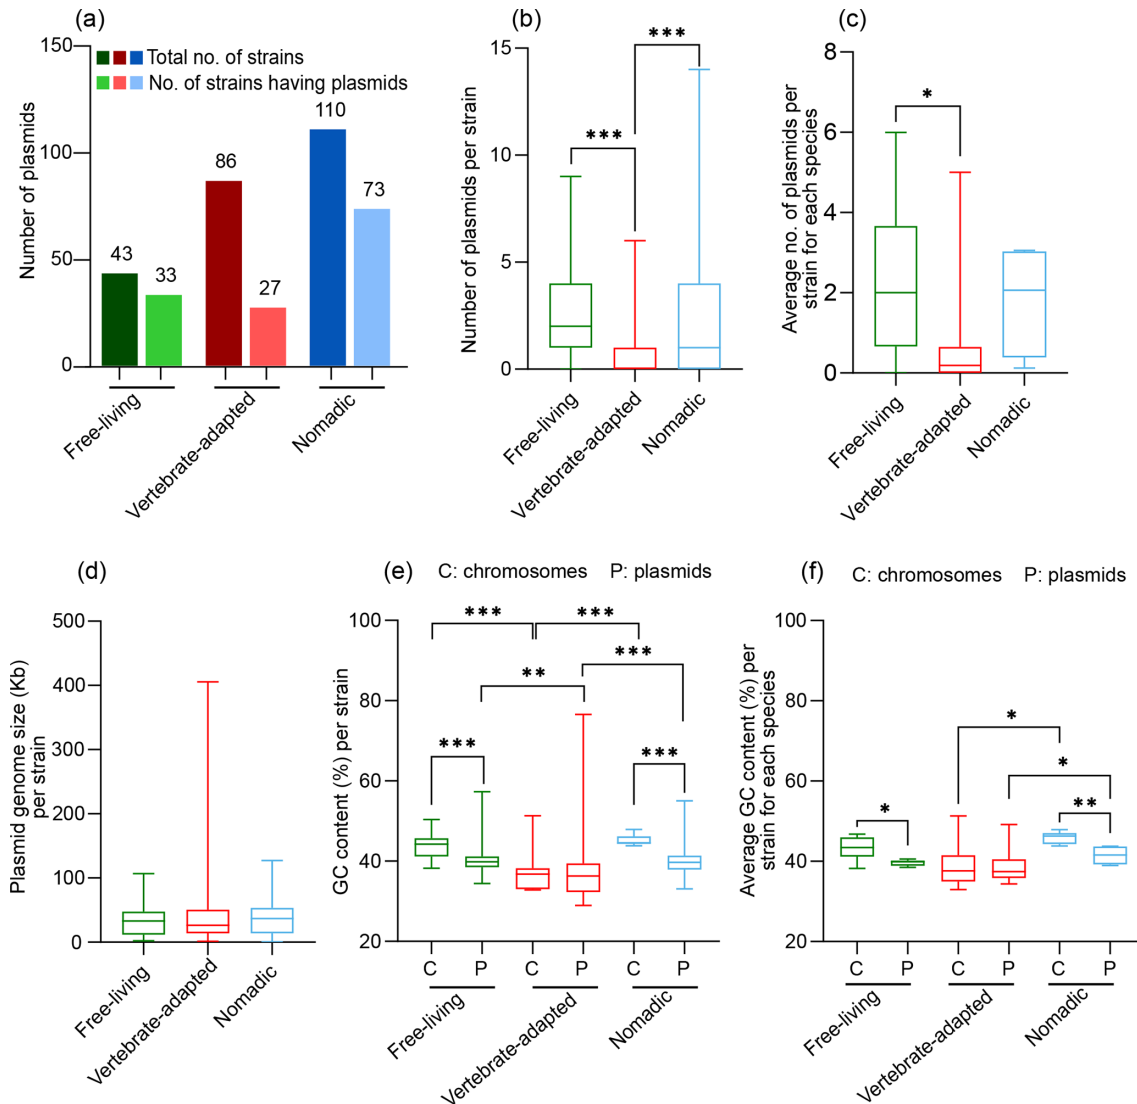 (a)
Number of plasmids
150
100
50
0
Total no. of strains
No. of strains having plasmids
43
33
86
27
110
73
Free-living
Vertebrate-adapted
Nomadic
(b)
Number of plasmids per strain
15
10
5
0
***
***
Free-living
Vertebrate-adapted
Nomadic
(c)
Average no. of plasmids per
strain for each species
8
6
4
2
0
*
Free-living
Vertebrate-adapted
Nomadic
(d)
Plasmid genome size (Kb)
per strain
500
400
300
200
100
0
Free-living
Vertebrate-adapted
Nomadic
(e)
C: chromosomes P: plasmids
GC content (%) per strain
100
80
60
40
20
***
***
**
***
***
***
C P C P C P
Free-living
Vertebrate-adapted
Nomadic
(f)
C: chromosomes P: plasmids
Average GC content (%) per
strain for each species
100
80
60
40
20
*
*
*
**
C P C P C P
Free-living
Vertebrate-adapted
Nomadic